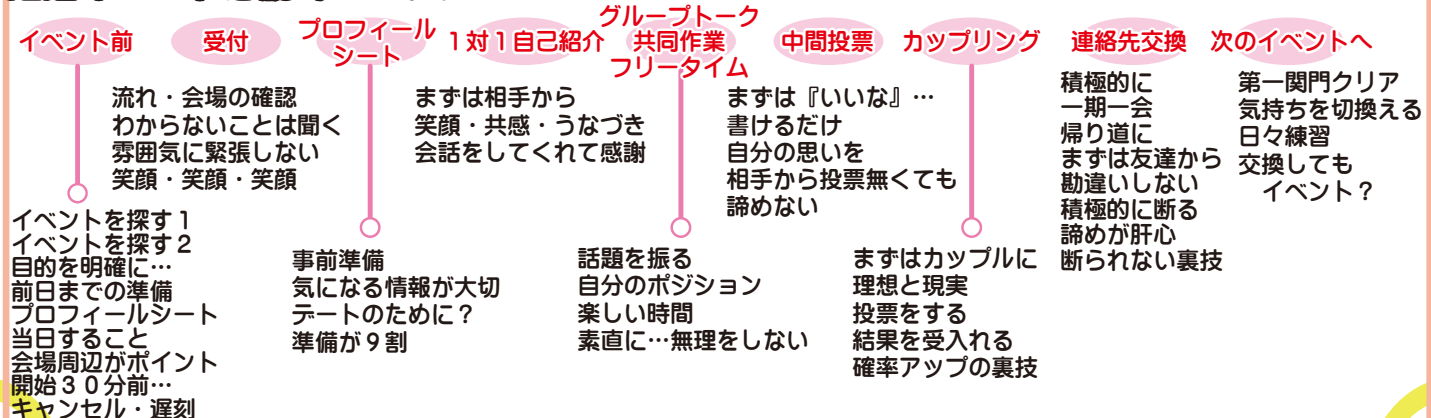 イベント前
受付
プロフィール
シート
1対1自己紹介
グループトーク
共同作業
フリータイム
中間投票
カップリング
連絡先交換
次のイベントへ
流れ・会場の確認
わからないことは聞く
雰囲気に緊張しない
笑顔・笑顔・笑顔
まずは相手から
笑顔・共感・うなづき
会話をしてくれて感謝
まずは『いいな』…
書けるだけ
自分の思いを
相手から投票無くても
諦めない
積極的に
一期一会
帰り道に
まずは友達から
勘違いしない
積極的に断る
諦めが肝心
断られない裏技
第一関門クリア
気持ちを切換える
日々練習
交換しても
イベント?
イベントを探す1
イベントを探す2
目的を明確に…
前日までの準備
プロフィールシート
当日すること
会場周辺がポイント
開始30分前…
キャンセル・遅刻
事前準備
気になる情報が大切
デートのために?
準備が9割
話題を振る
自分のポジション
楽しい時間
素直に…無理をしない
まずはカップルに
理想と現実
投票をする
結果を受入れる
確率アップの裏技